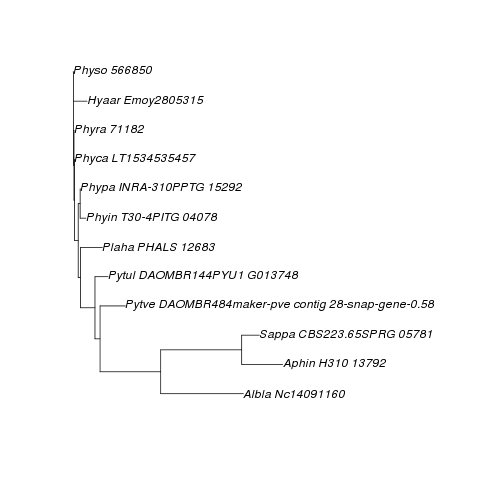 Physo 566850
Hyaar Emoy2805315
Phyra 71182
Phyca LT1534535457
Phypa INRA-310PPTG 15292
Phyin T30-4PITG 04078
Plaha PHALS 12683
Pytul DAOMBR144PYU1 G013748
Pytve DAOMBR484maker-pve contig 28-snap-gene-0.58
Sappa CBS223.65SPRG 05781
Aphin H310 13792
Albla Nc14091160